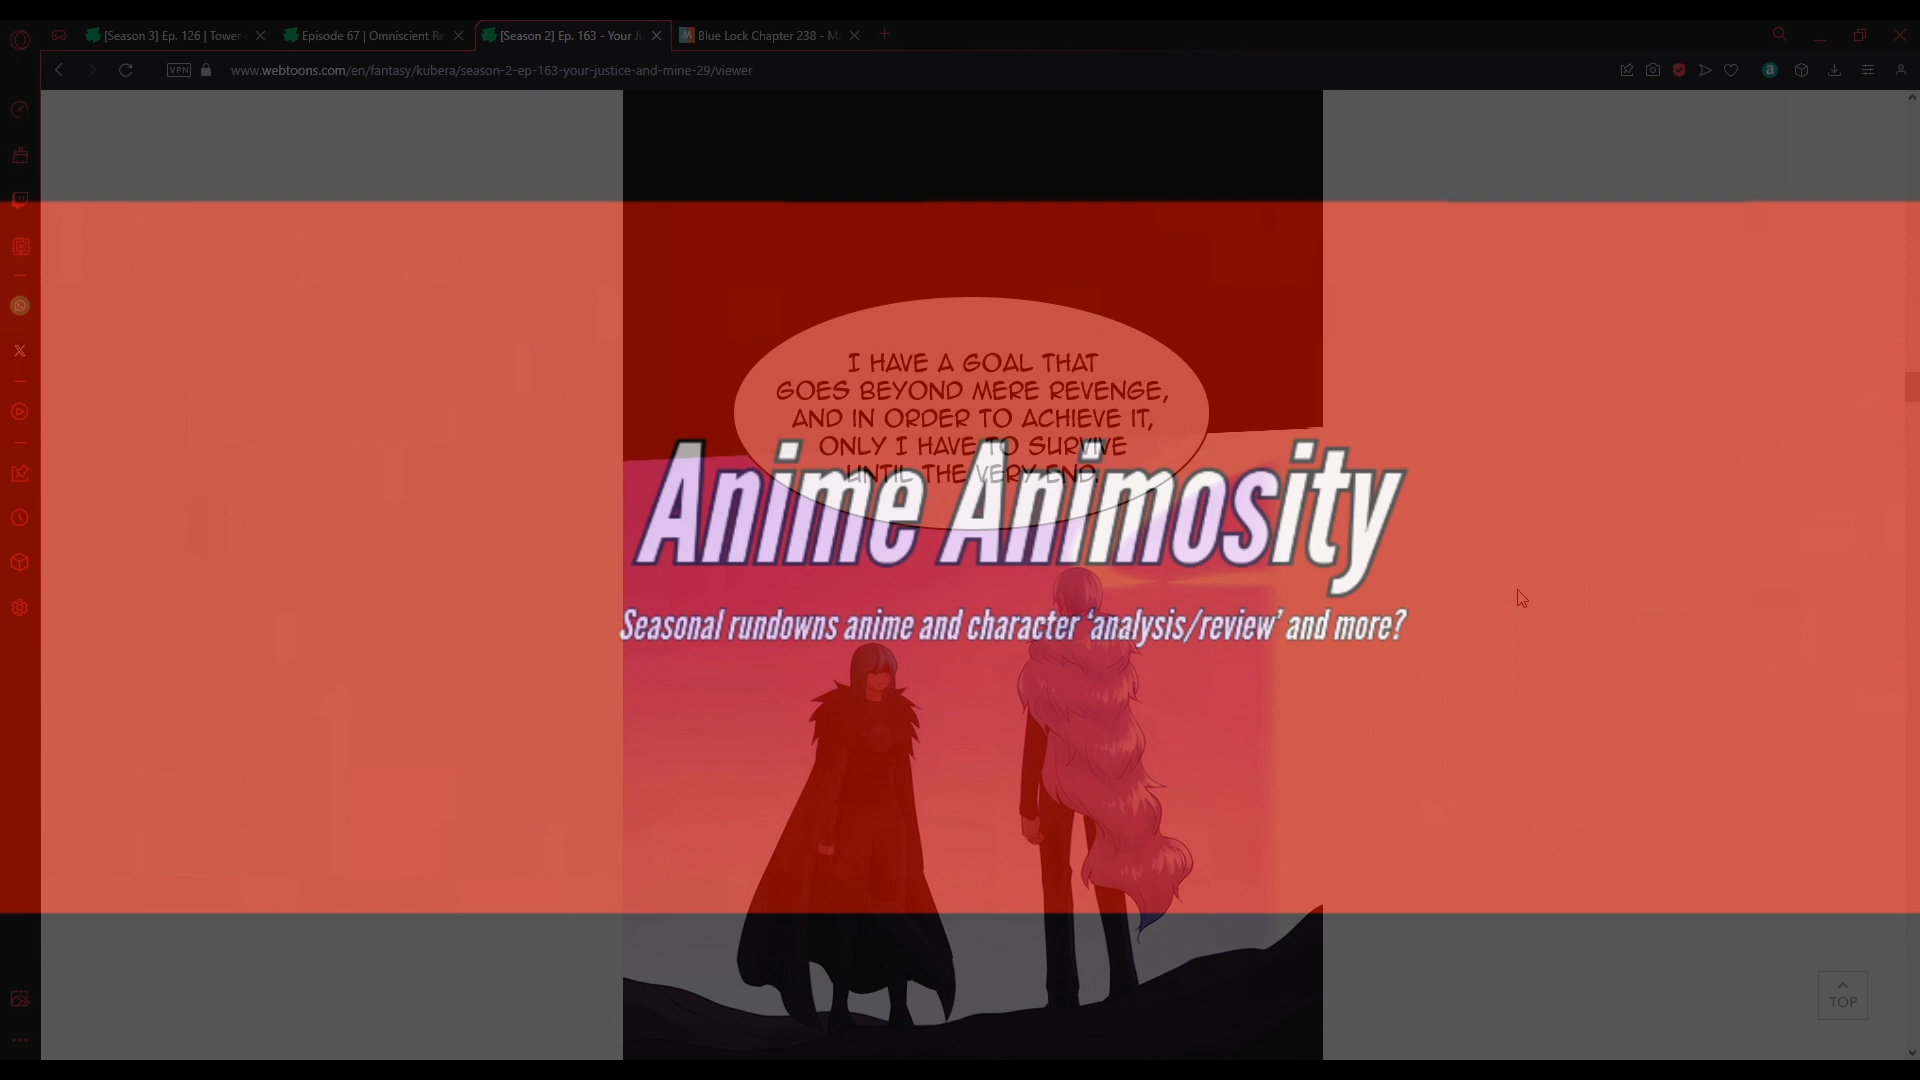 [Season 3] Ep. 126 | Tower
Episode 67 | Omniscient Re
[Season 2] Ep. 163 - Your J
Blue Lock Chapter 238 - M
VPN
www.webtoons.com/en/fantasy/kubera/season-2-ep-163-your-justice-and-mine-29/viewer
I HAVE A GOAL THAT
GOES BEYOND MERE REVENGE,
AND IN ORDER TO ACHIEVE IT,
ONLY I HAVE TO SURVIVE
UNTIL THE VERY END.
Anime Animosity
Seasonal rundowns anime and character ‘analysis/review’ and more?
TOP